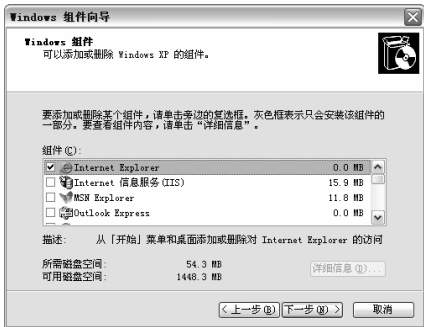 Windows 组件向导
Windows 组件
可以添加或删除 Windows XP 的组件。
要添加或删除某个组件，请单击旁边的复选框。灰色框表示只会安装该组件的
一部分。要查看组件内容，请单击“详细信息”。
组件(C):
Internet Explorer 0.0 MB
Internet 信息服务(IIS) 15.9 MB
MSN Explorer 11.8 MB
Outlook Express 0.0 MB
描述: 从「开始」菜单和桌面添加或删除对 Internet Explorer 的访问
所需磁盘空间: 54.3 MB
可用磁盘空间: 1448.3 MB
详细信息(D)...
< 上一步(B) 下一步(N) > 取消